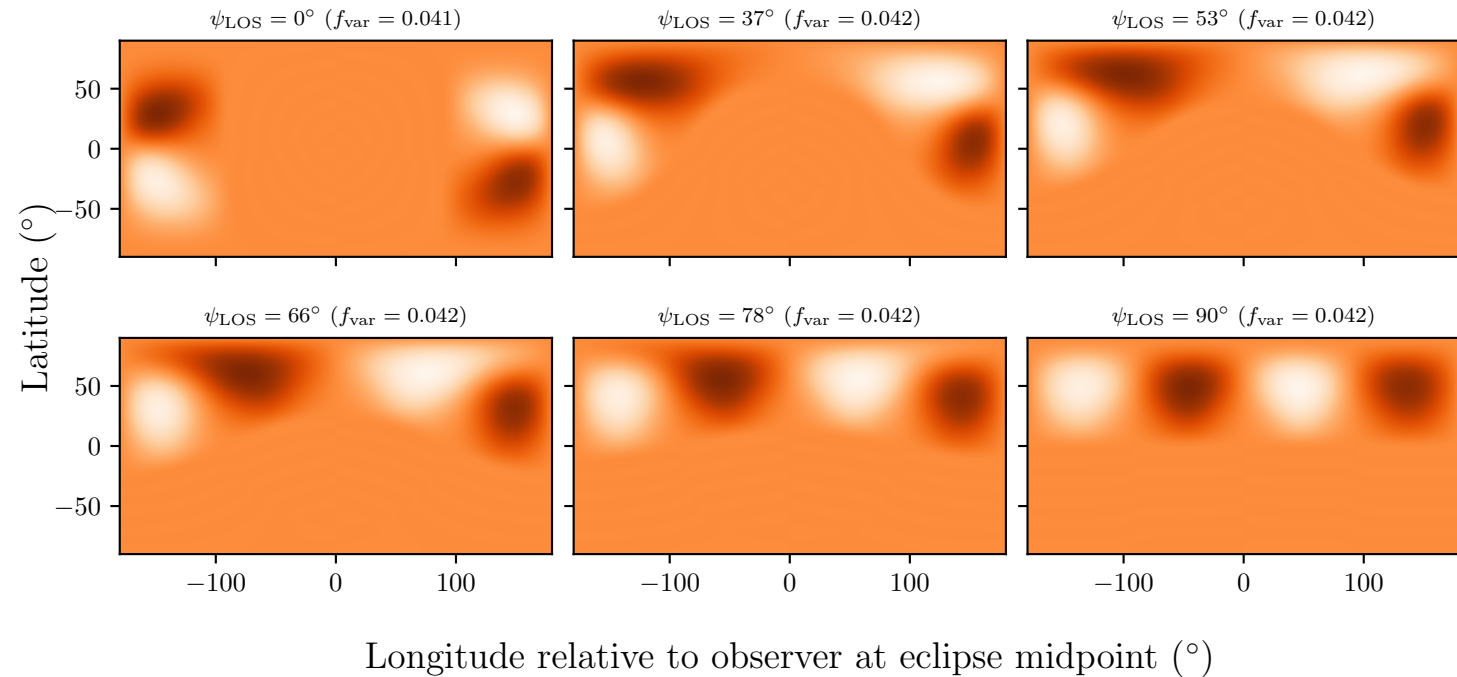 ψLOS = 0° (fvar = 0.041)
ψLOS = 37° (fvar = 0.042)
ψLOS = 53° (fvar = 0.042)
50
0
−50
ψLOS = 66° (fvar = 0.042)
ψLOS = 78° (fvar = 0.042)
ψLOS = 90° (fvar = 0.042)
50
0
−50
−100 0 100
−100 0 100
−100 0 100
Latitude (°)
Longitude relative to observer at eclipse midpoint (°)